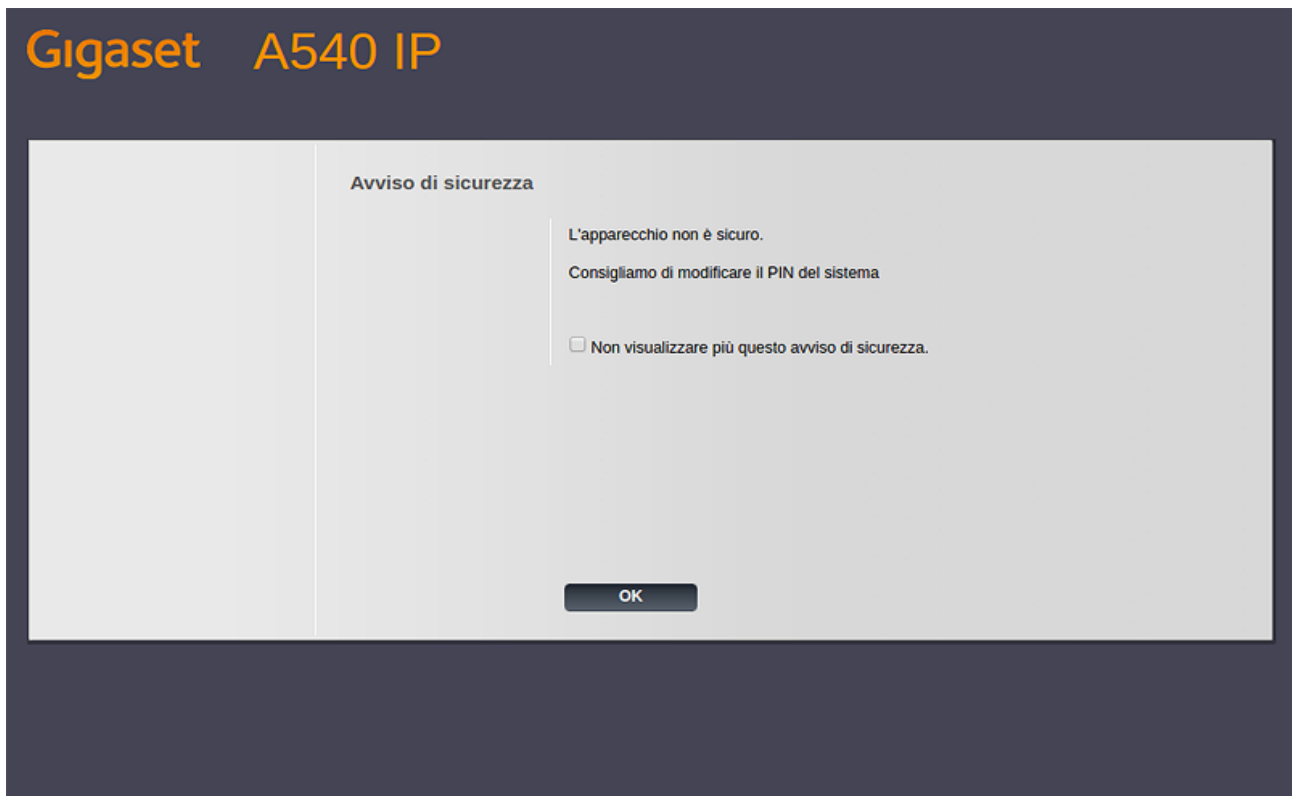 Gigaset A540 IP
Avviso di sicurezza
L'apparecchio non è sicuro.
Consigliamo di modificare il PIN del sistema
Non visualizzare più questo avviso di sicurezza.
OK